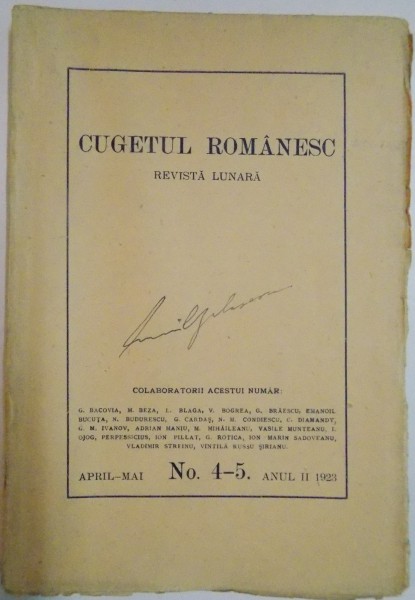 CUGETUL ROMÂNESC
REVISTĂ LUNARĂ
COLABORATORII ACESTUI NUMĂR:
G. BACOVIA, M. BEZA, L. BLAGA, V. BOGREA, G. BRĂESCU, EMANOIL
BUCUȚA, N. BUDURESCU, G. CARDAȘ, N. M. CONDIESCU, C. DIAMANDY,
C. M. IVANOV, ADRIAN MANIU, M. MIHĂILEANU, VASILE MUNTEANU, I.
OJOG, PERPESSICIUS, ION PILLAT, G. ROTICA, ION MARIN SADOVEANU,
VLADIMIR STREINU, VINTILĂ RUSSU ȘIRIANU.
APRIL–MAI No. 4–5. ANUL II 1923